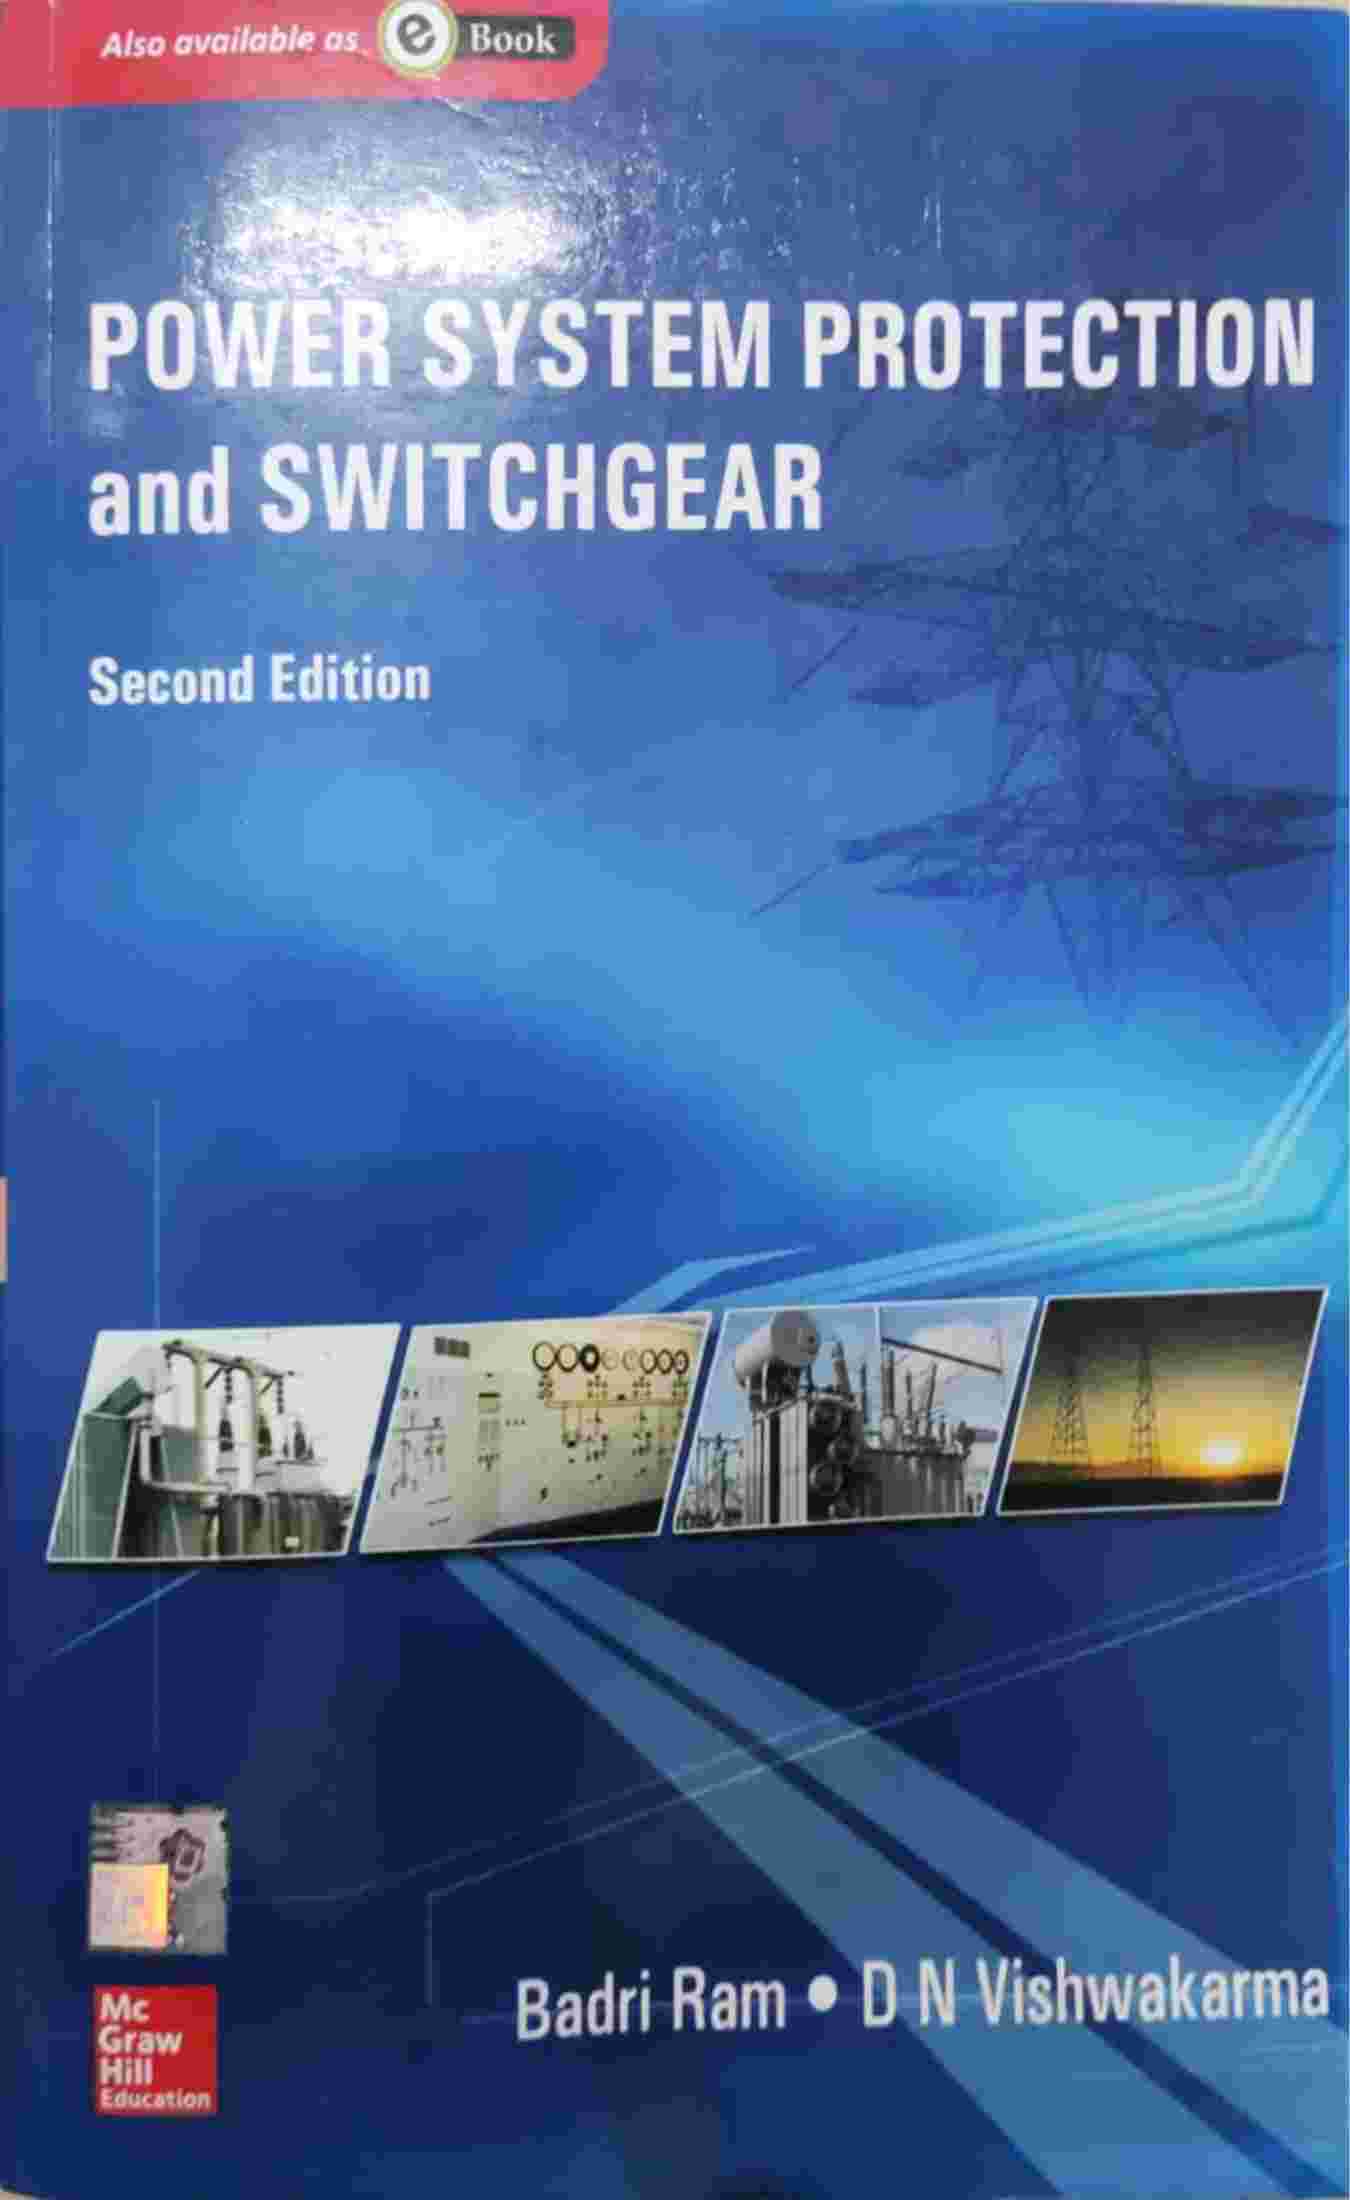 Also available as e Book
POWER SYSTEM PROTECTION
and SWITCHGEAR
Second Edition
Badri Ram • D N Vishwakarma
Mc
Graw
Hill
Education